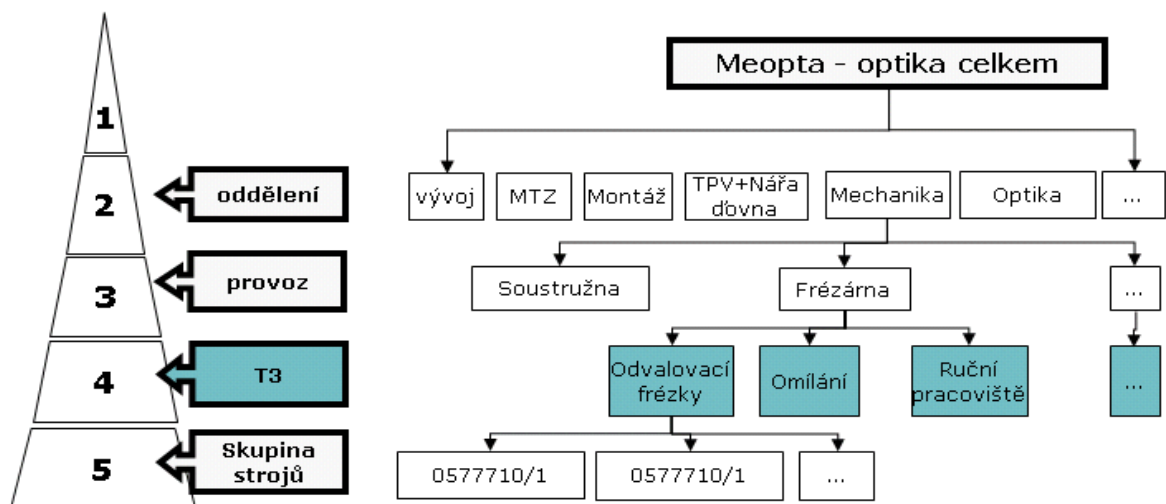 Meopta - optika celkem
1
2
oddělení
vývoj
MTZ
Montáž
TPV+Nářa
ďovna
Mechanika
Optika
...
3
provoz
Soustružna
Frézárna
...
4
T3
Odvalovací
frézky
Omílání
Ruční
pracoviště
...
5
Skupina
strojů
0577710/1
0577710/1
...